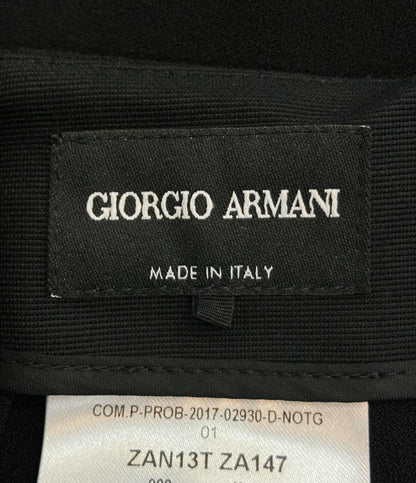 GIORGIO ARMANI
MADE IN ITALY
COM.P-PROB-2017-02930-D-NOTG
01
ZAN13T ZA147